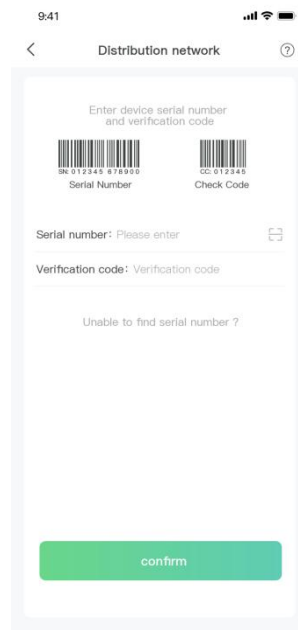 9:41
Distribution network
?
Enter device serial number
and verification code
SN: 012345 678900
CC: 012345
Serial Number
Check Code
Serial number: Please enter
Verification code: Verification code
Unable to find serial number ?
confirm